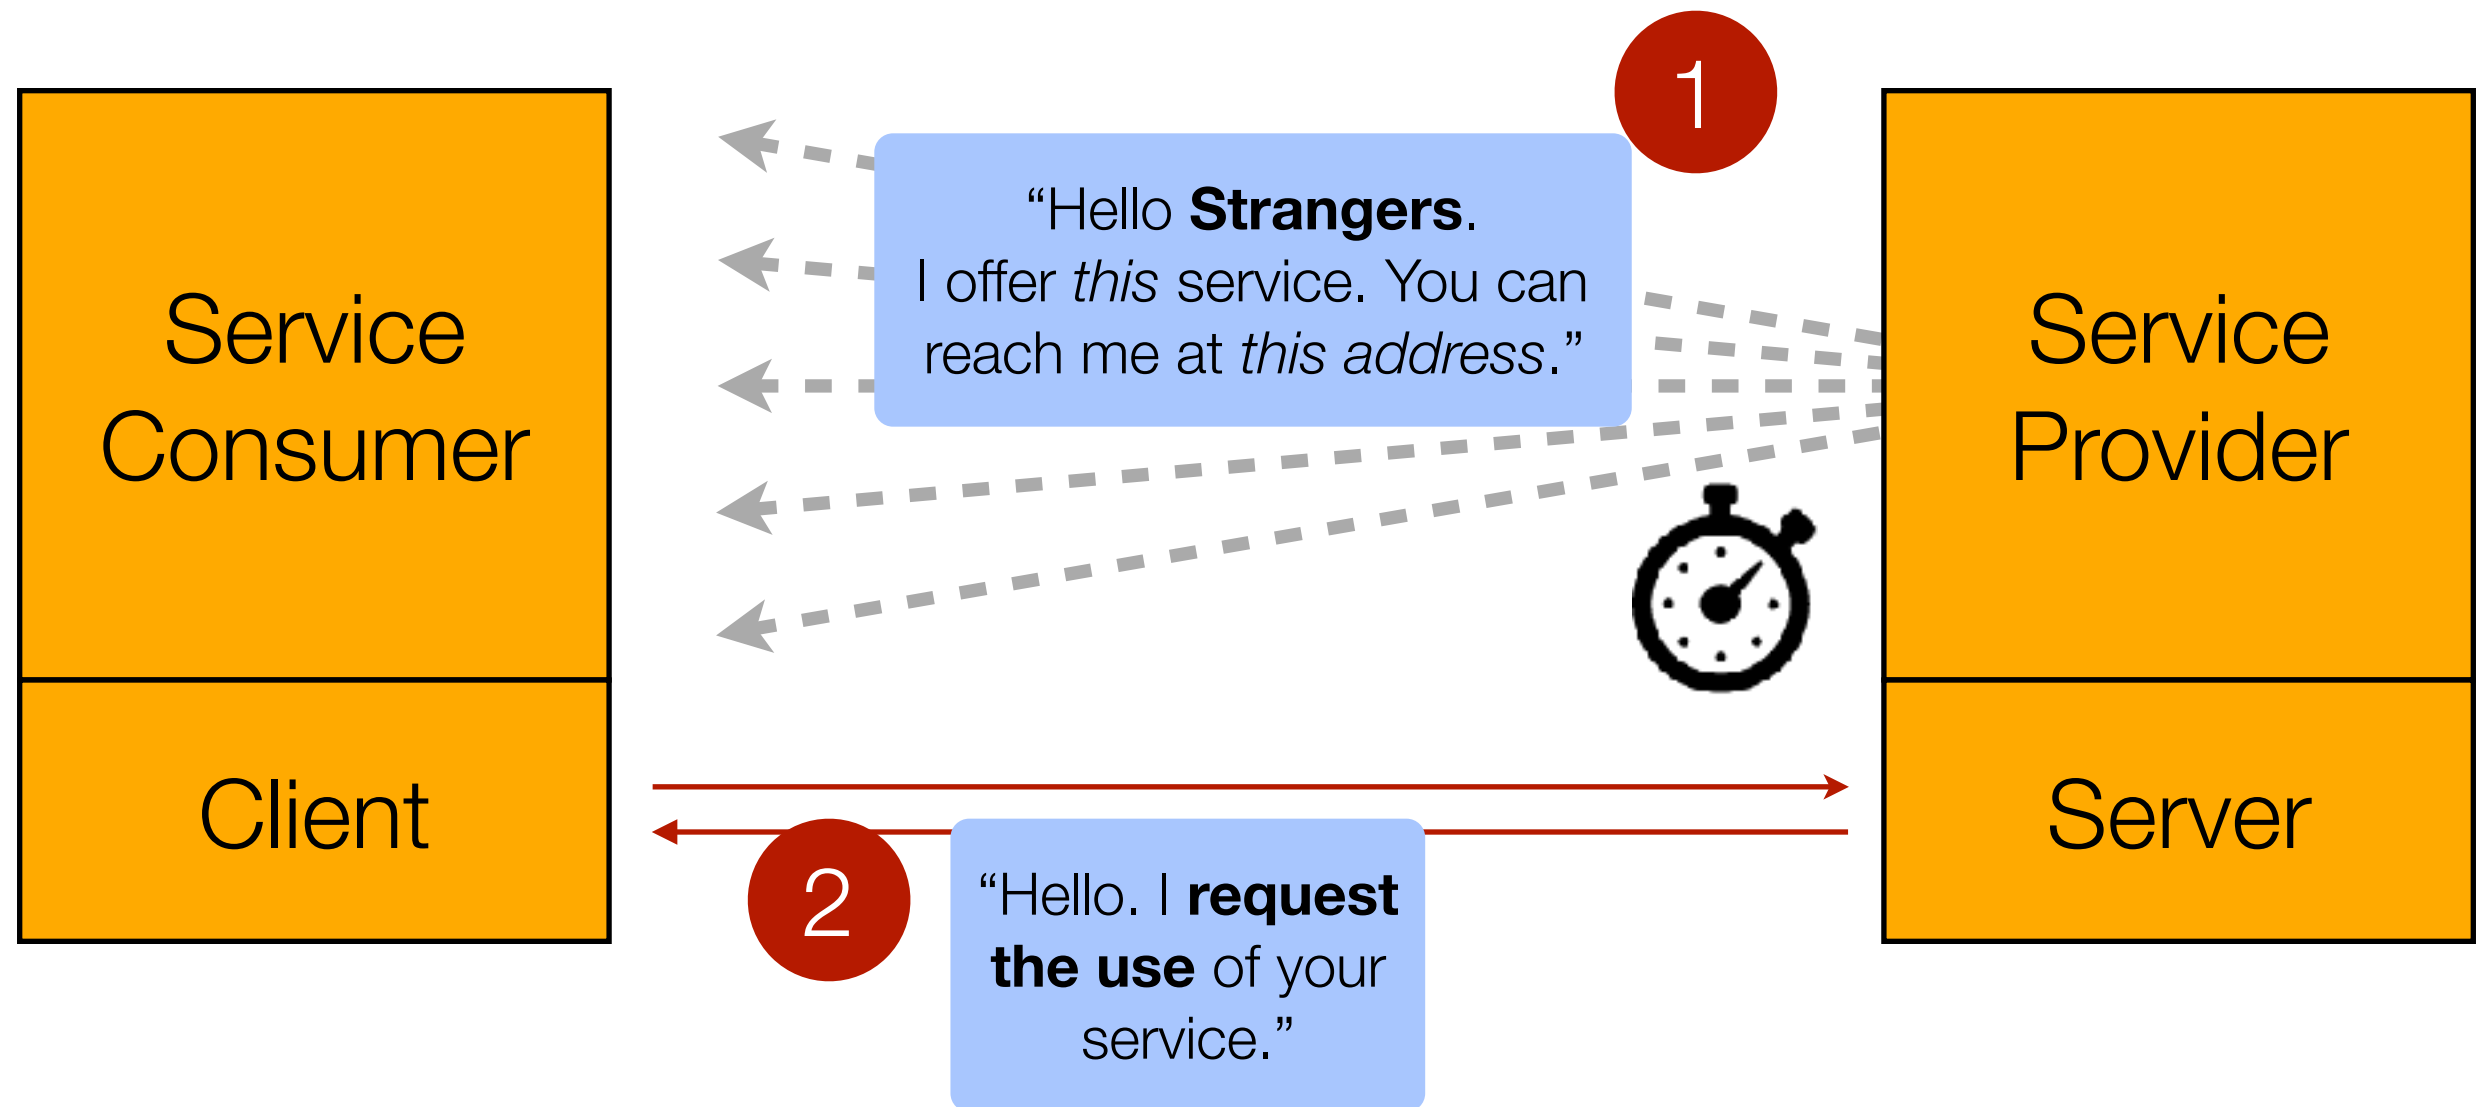 1
“Hello Strangers.
I offer this service. You can
reach me at this address.”
Service
Consumer
Service
Provider
Client
Server
2
“Hello. I request
the use of your
service.”